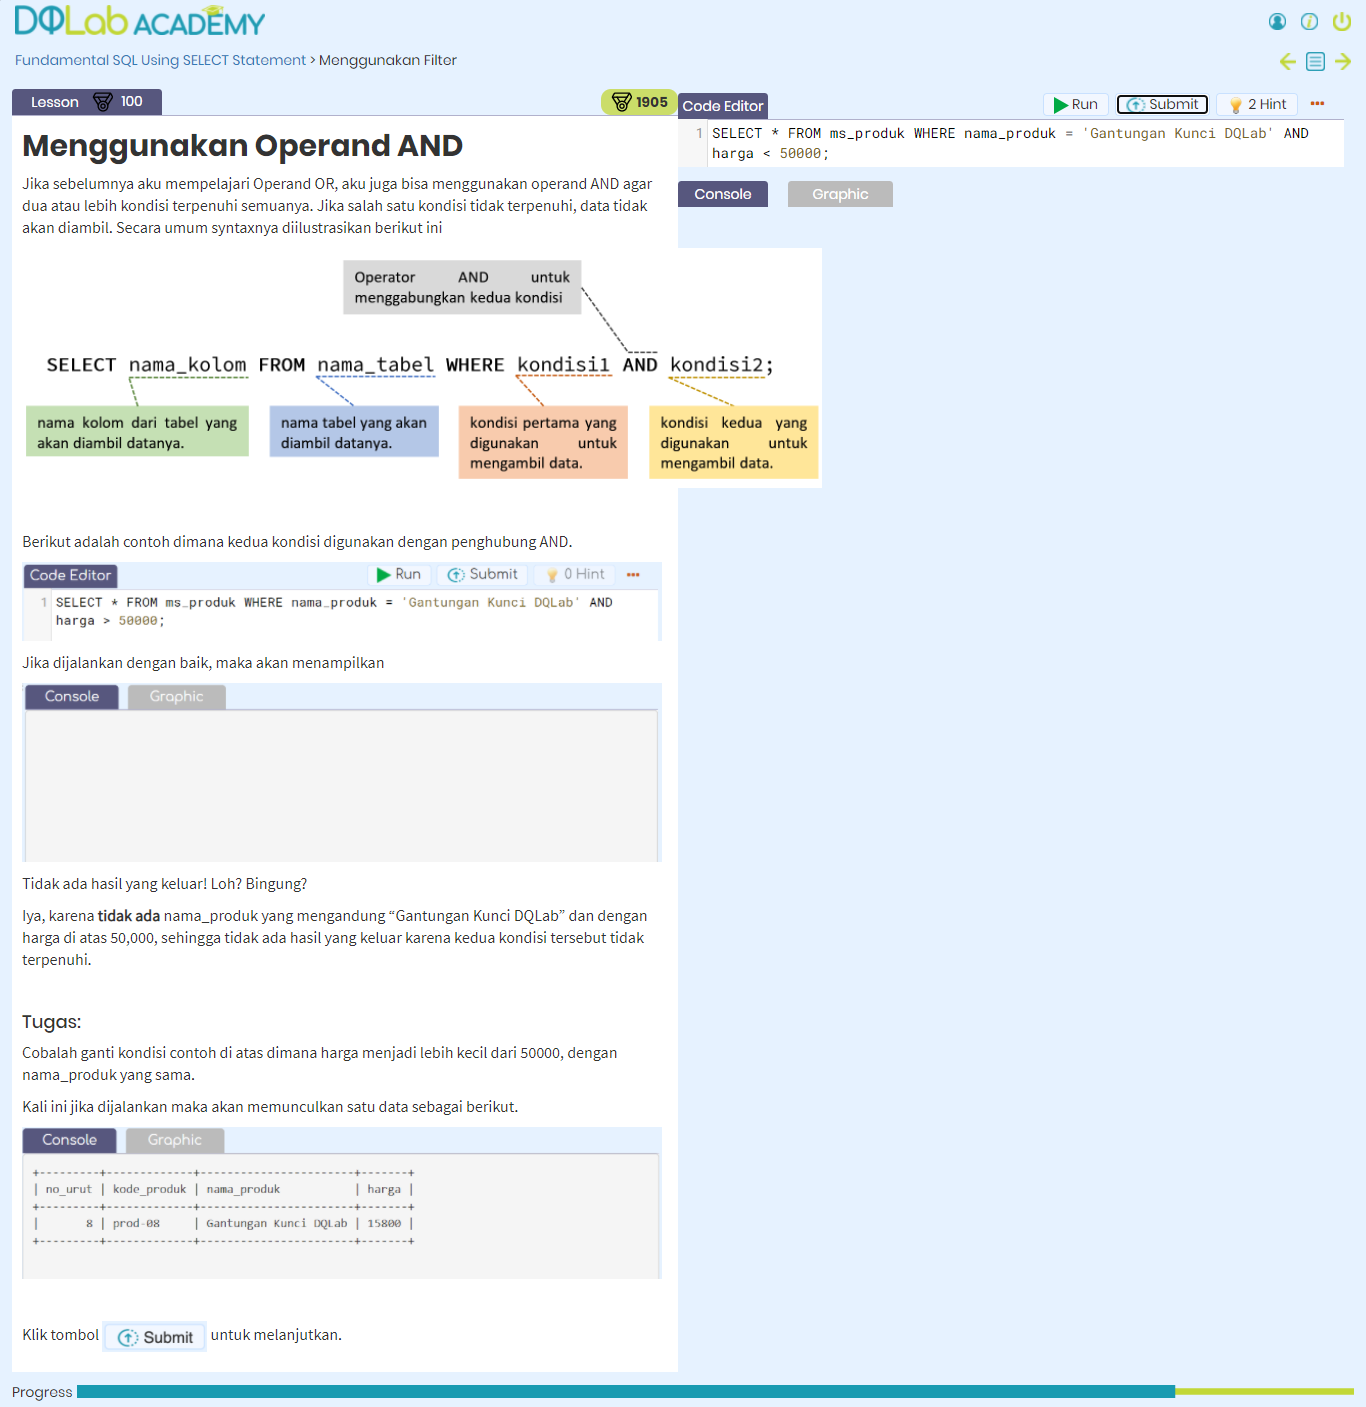 DQLab ACADEMY
Fundamental SQL Using SELECT Statement > Menggunakan Filter
Lesson 100
1905
Menggunakan Operand AND
Jika sebelumnya aku mempelajari Operand OR, aku juga bisa menggunakan operand AND agar
dua atau lebih kondisi terpenuhi semuanya. Jika salah satu kondisi tidak terpenuhi, data tidak
akan diambil. Secara umum syntaxnya diilustrasikan berikut ini
Operator AND untuk
menggabungkan kedua kondisi
SELECT nama_kolom FROM nama_tabel WHERE kondisi1 AND kondisi2;
nama kolom dari tabel yang
akan diambil datanya.
nama tabel yang akan
diambil datanya.
kondisi pertama yang
digunakan untuk
mengambil data.
kondisi kedua yang
digunakan untuk
mengambil data.
Berikut adalah contoh dimana kedua kondisi digunakan dengan penghubung AND.
Code Editor Run Submit 0 Hint
1 SELECT * FROM ms_produk WHERE nama_produk = 'Gantungan Kunci DQLab' AND
harga > 50000;
Jika dijalankan dengan baik, maka akan menampilkan
Console Graphic
Tidak ada hasil yang keluar! Loh? Bingung?
Iya, karena tidak ada nama_produk yang mengandung “Gantungan Kunci DQLab” dan dengan
harga di atas 50,000, sehingga tidak ada hasil yang keluar karena kedua kondisi tersebut tidak
terpenuhi.
Tugas:
Cobalah ganti kondisi contoh di atas dimana harga menjadi lebih kecil dari 50000, dengan
nama_produk yang sama.
Kali ini jika dijalankan maka akan memunculkan satu data sebagai berikut.
Console Graphic
+---------+-------------+-----------------------+-------+
| no_urut | kode_produk | nama_produk           | harga |
+---------+-------------+-----------------------+-------+
|       8 | prod-08     | Gantungan Kunci DQLab | 15800 |
+---------+-------------+-----------------------+-------+
Klik tombol Submit untuk melanjutkan.
Code Editor Run Submit 2 Hint
1 SELECT * FROM ms_produk WHERE nama_produk = 'Gantungan Kunci DQLab' AND
harga < 50000;
Console Graphic
Progress